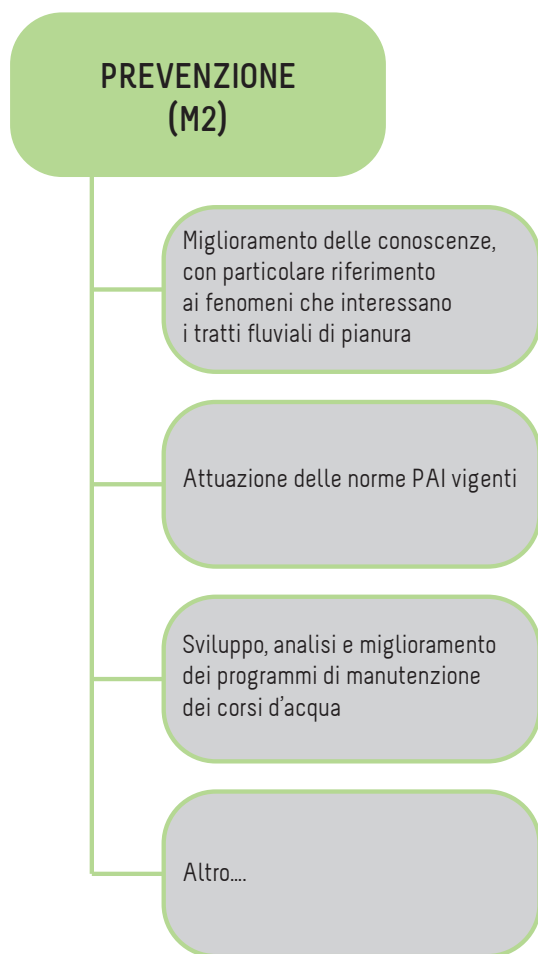 PREVENZIONE
(M2)
Miglioramento delle conoscenze,
con particolare riferimento
ai fenomeni che interessano
i tratti fluviali di pianura
Attuazione delle norme PAI vigenti
Sviluppo, analisi e miglioramento
dei programmi di manutenzione
dei corsi d'acqua
Altro....